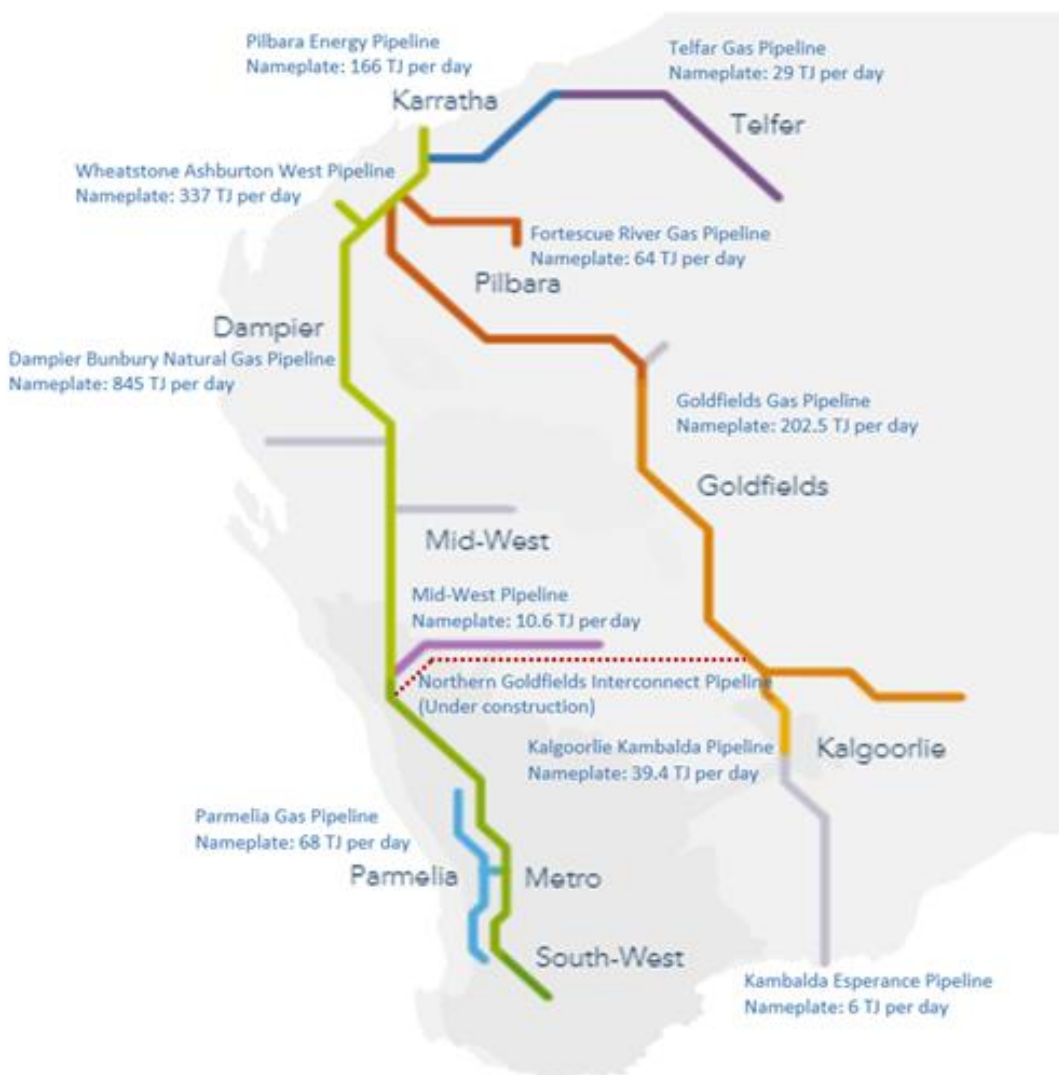 Pilbara Energy Pipeline
Nameplate: 166 TJ per day
Karratha
Telfar Gas Pipeline
Nameplate: 29 TJ per day
Telfer
Wheatstone Ashburton West Pipeline
Nameplate: 337 TJ per day
Fortescue River Gas Pipeline
Nameplate: 64 TJ per day
Pilbara
Dampier
Dampier Bunbury Natural Gas Pipeline
Nameplate: 845 TJ per day
Goldfields Gas Pipeline
Nameplate: 202.5 TJ per day
Goldfields
Mid-West
Mid-West Pipeline
Nameplate: 10.6 TJ per day
Northern Goldfields Interconnect Pipeline
(Under construction)
Kalgoorlie Kambalda Pipeline
Nameplate: 39.4 TJ per day
Kalgoorlie
Parmelia Gas Pipeline
Nameplate: 68 TJ per day
Parmelia
Metro
South-West
Kambalda Esperance Pipeline
Nameplate: 6 TJ per day